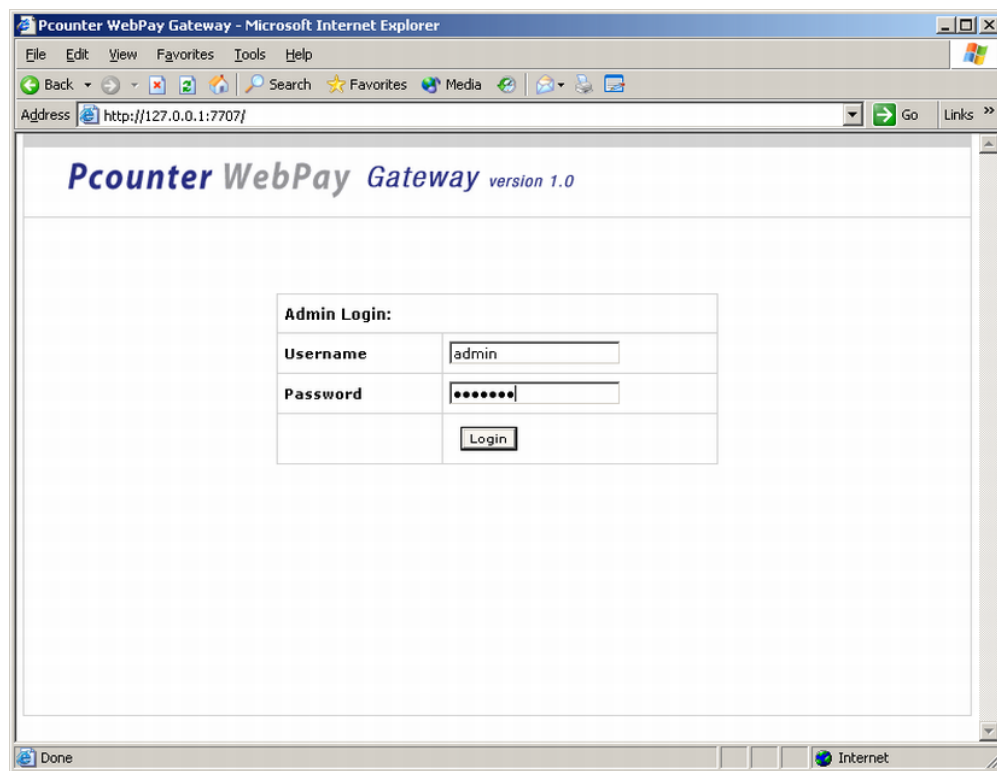 Pcounter WebPay Gateway - Microsoft Internet Explorer
File Edit View Favorites Tools Help
Back Search Favorites Media
Address http://127.0.0.1:7707/ Go Links »
Pcounter WebPay Gateway version 1.0
Admin Login:
Username admin
Password •••••••
Login
Done Internet